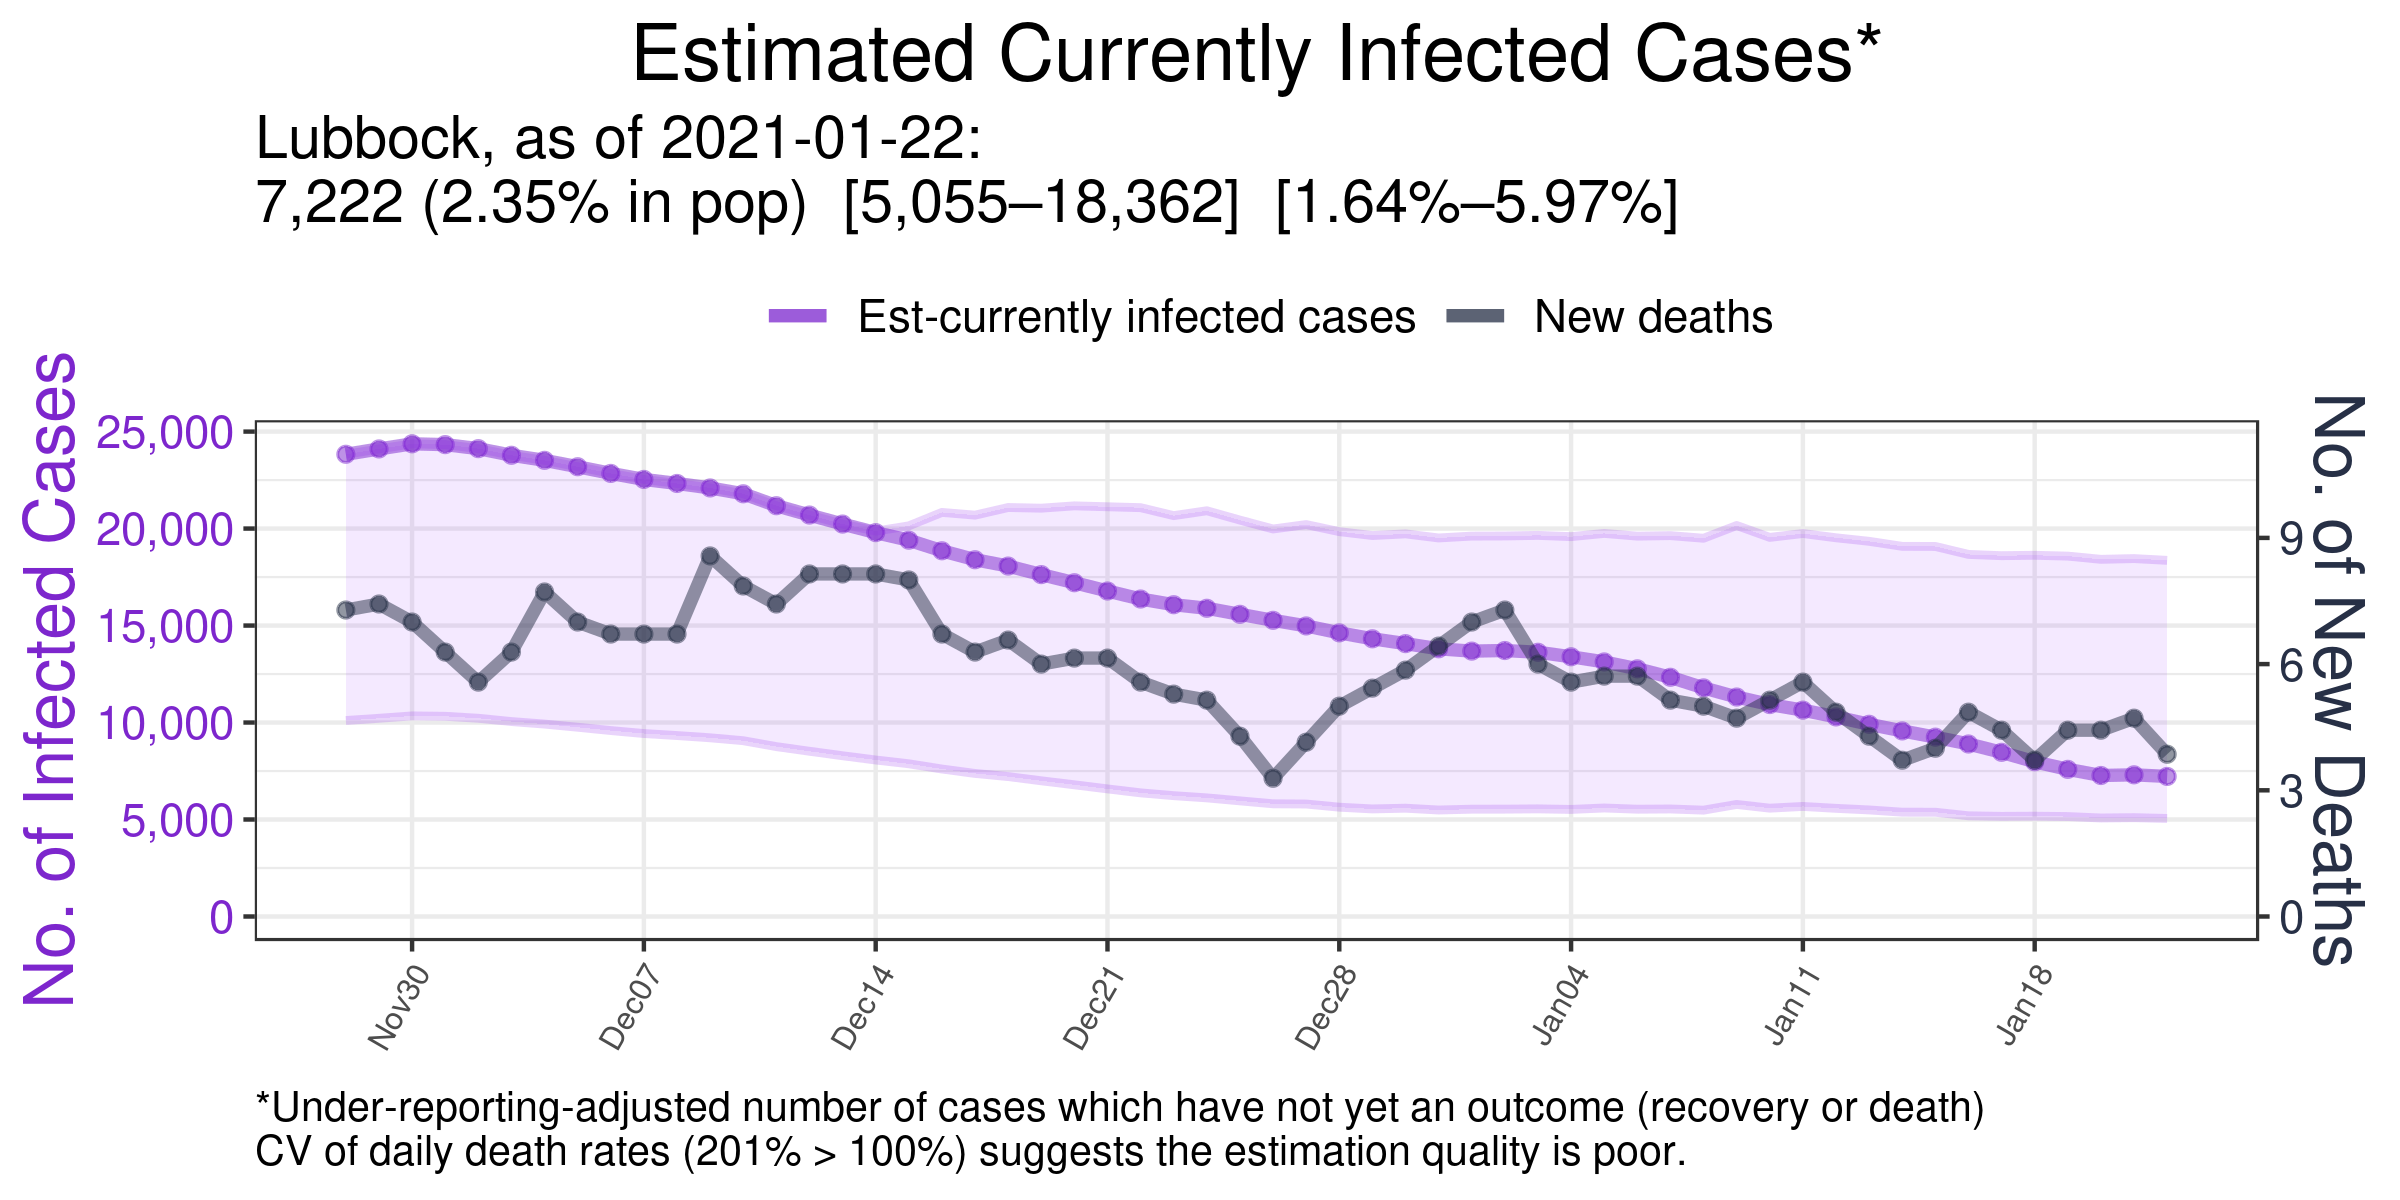 Estimated Currently Infected Cases*
Lubbock, as of 2021-01-22:
7,222 (2.35% in pop)  [5,055–18,362]  [1.64%–5.97%]
Est-currently infected cases
New deaths
No. of Infected Cases
25,000
20,000
15,000
10,000
5,000
0
No. of New Deaths
9
6
3
0
Nov30
Dec07
Dec14
Dec21
Dec28
Jan04
Jan11
Jan18
*Under-reporting-adjusted number of cases which have not yet an outcome (recovery or death)
CV of daily death rates (201% > 100%) suggests the estimation quality is poor.